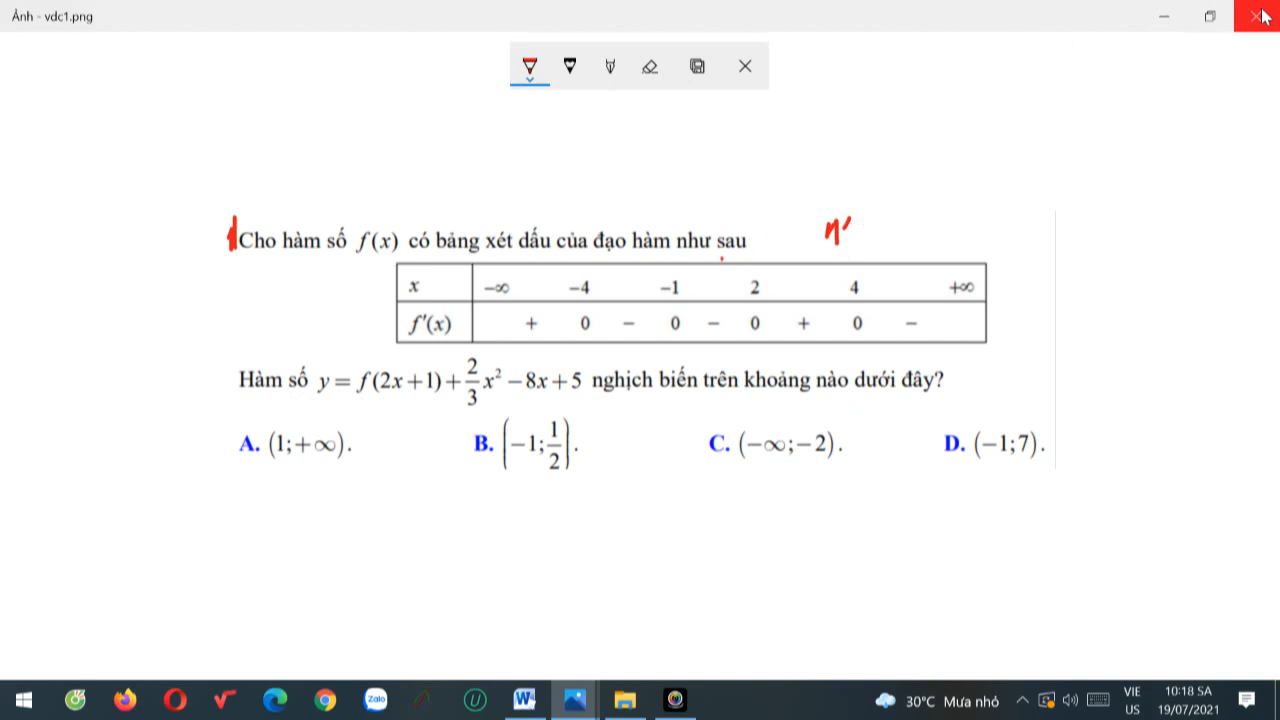 Ảnh - vdc1.png
Cho hàm số f(x) có bảng xét dấu của đạo hàm như sau
x −∞ −4 −1 2 4 +∞
f′(x) + 0 − 0 − 0 + 0 −
Hàm số y = f(2x+1) + 2/3 x² − 8x + 5 nghịch biến trên khoảng nào dưới đây?
A. (1;+∞). B. (−1; 1/2). C. (−∞;−2). D. (−1;7).
Zalo
30°C Mưa nhỏ
VIE
US
10:18 SA
19/07/2021